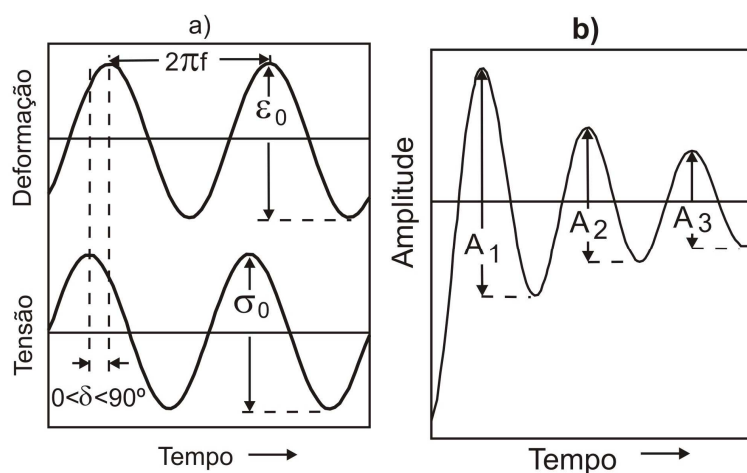 a)
2πf
ε0
Deformação
σ0
Tensão
0<δ<90º
Tempo
b)
Amplitude
A1
A2
A3
Tempo